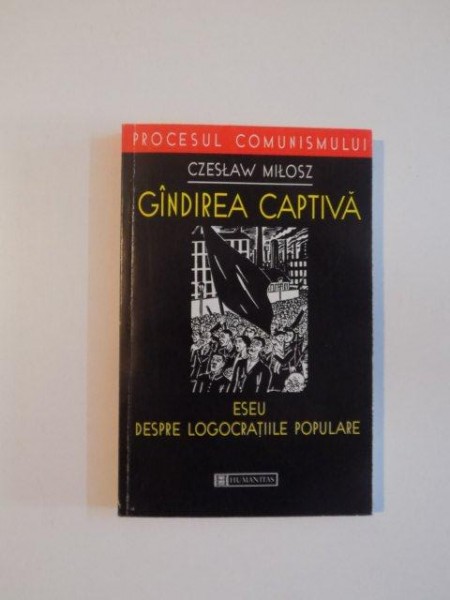 PROCESUL COMUNISMULUI
CZESŁAW MIŁOSZ
GÎNDIREA CAPTIVĂ
ESEU
DESPRE LOGOCRAȚIILE POPULARE
HUMANITAS